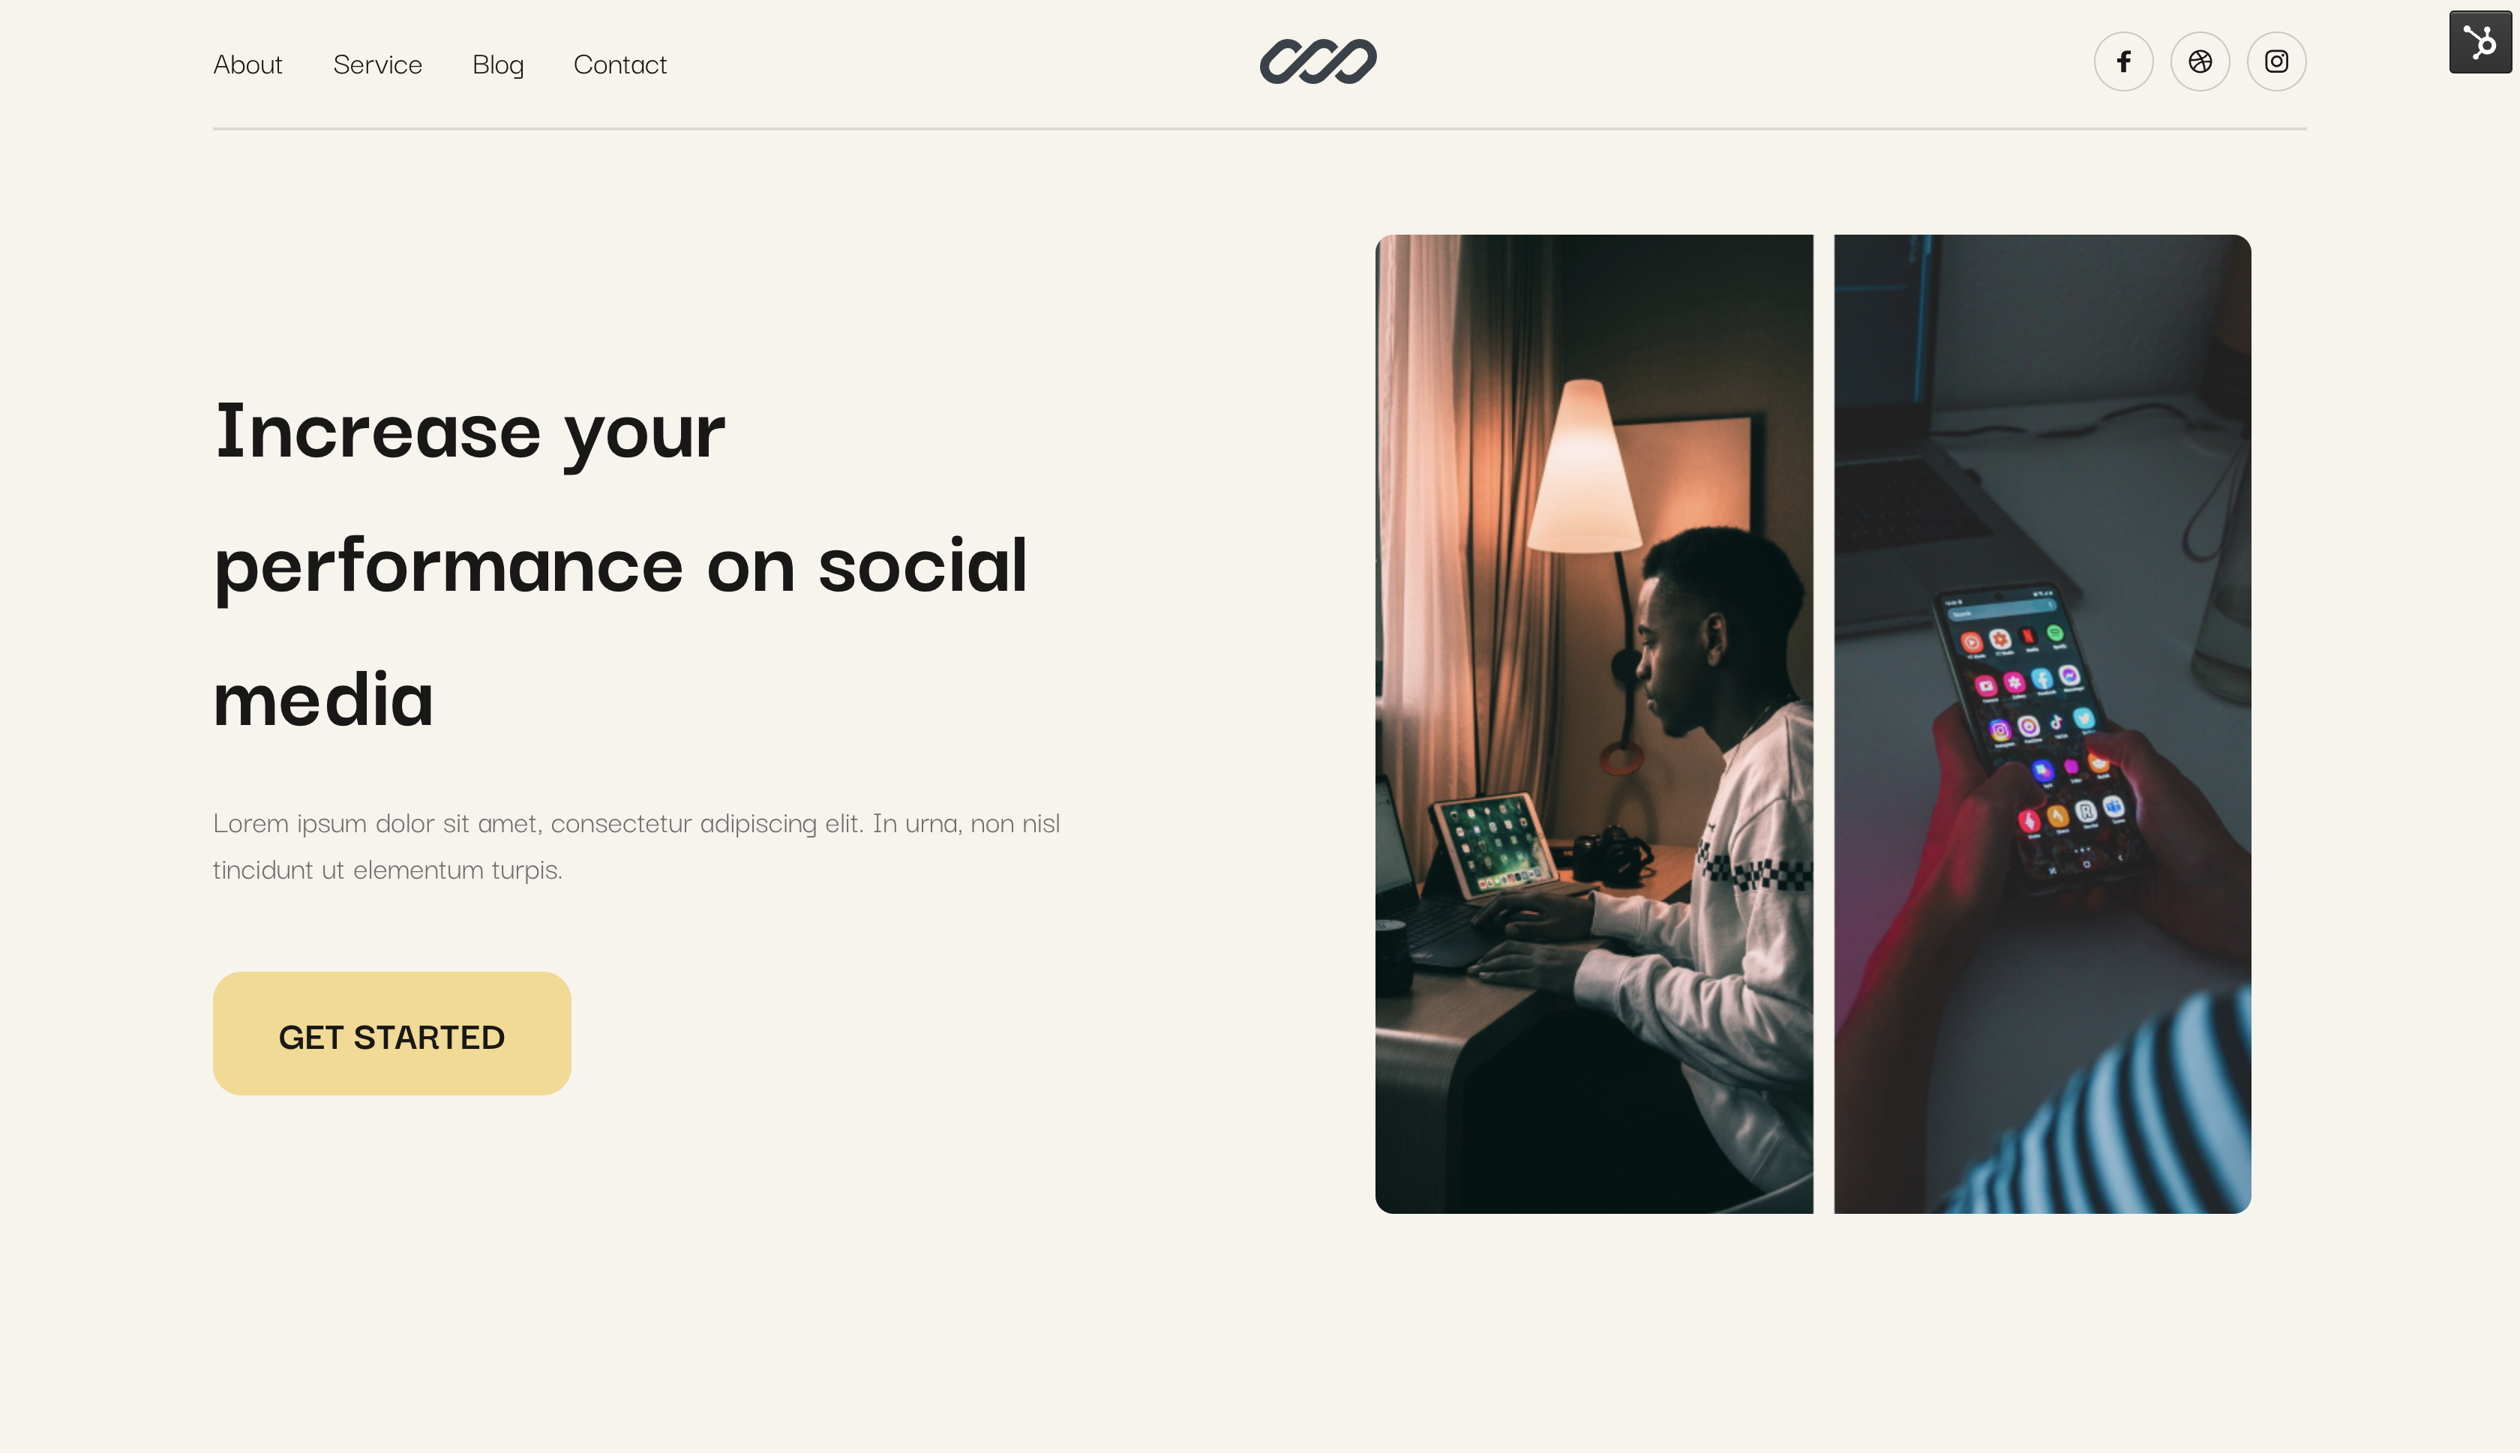 About Service Blog Contact
Increase your
performance on social
media
Lorem ipsum dolor sit amet, consectetur adipiscing elit. In urna, non nisl
tincidunt ut elementum turpis.
GET STARTED
Search